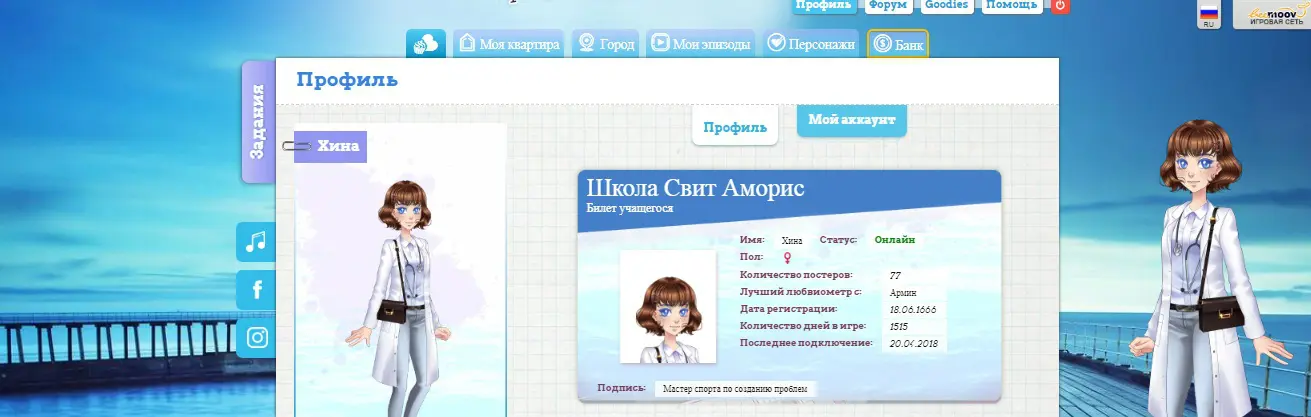 Профиль
Форум
Goodies
Помощь
RU
beemoov
ИГРОВАЯ СЕТЬ
Моя квартира
Город
Мои эпизоды
Персонажи
Банк
Задания
Профиль
Профиль
Мой аккаунт
Хина
Школа Свит Аморис
Билет учащегося
Имя: Хина Статус: Онлайн
Пол:
Количество постеров: 77
Лучший любвиометр с: Армин
Дата регистрации: 18.06.1666
Количество дней в игре: 1515
Последнее подключение: 20.04.2018
Подпись: Мастер спорта по созданию проблем